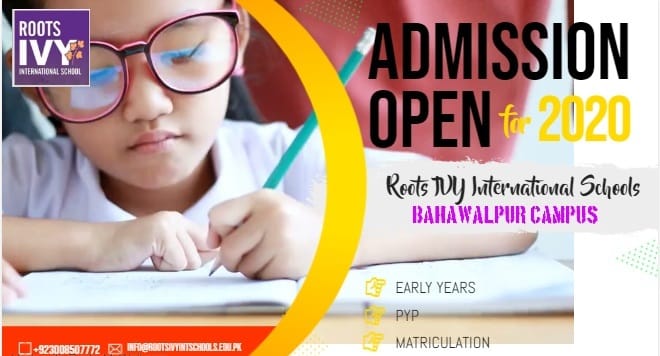 ROOTS
IVY
INTERNATIONAL SCHOOL
ADMISSION
OPEN for 2020
Roots IVY International Schools
BAHAWALPUR CAMPUS
EARLY YEARS
PYP
MATRICULATION
+923008507772 INFO@ROOTSIVYINTSCHOOLS.EDU.PK